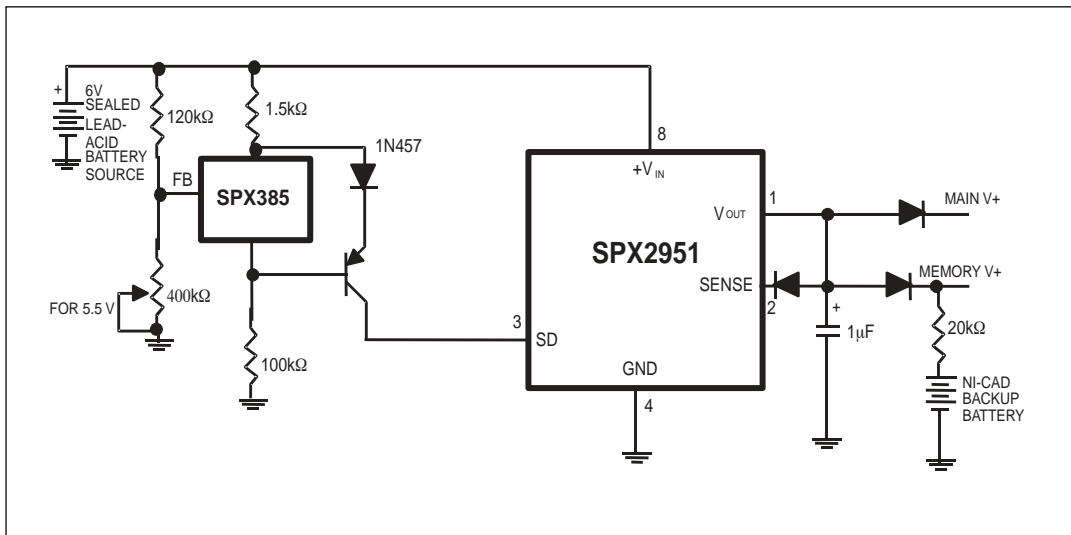 +
6V
SEALED
LEAD-
ACID
BATTERY
SOURCE
120kΩ
1.5kΩ
1N457
FB
SPX385
FOR 5.5 V
400kΩ
100kΩ
8
+VIN
VOUT
1
MAIN V+
SPX2951
SENSE
2
MEMORY V+
3
SD
GND
4
+
1µF
20kΩ
NI-CAD
BACKUP
BATTERY